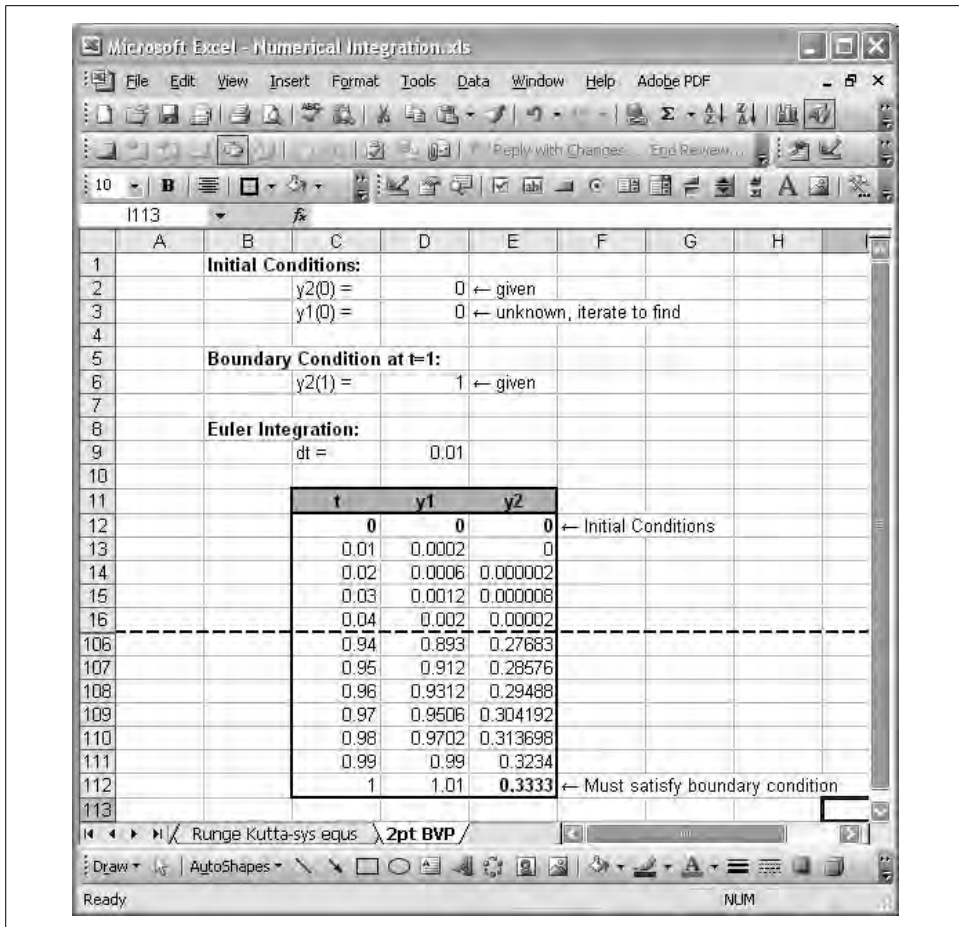 Microsoft Excel - Numerical Integration.xls
File Edit View Insert Format Tools Data Window Help Adobe PDF
Reply with Changes... End Review...
10 B A
I113 fx
A B C D E F G H I
1 Initial Conditions:
2 y2(0) = 0 ← given
3 y1(0) = 0 ← unknown, iterate to find
4
5 Boundary Condition at t=1:
6 y2(1) = 1 ← given
7
8 Euler Integration:
9 dt = 0.01
10
11 t y1 y2
12 0 0 0 ← Initial Conditions
13 0.01 0.0002 0
14 0.02 0.0006 0.000002
15 0.03 0.0012 0.000008
16 0.04 0.002 0.00002
106 0.94 0.893 0.27683
107 0.95 0.912 0.28576
108 0.96 0.9312 0.29488
109 0.97 0.9506 0.304192
110 0.98 0.9702 0.313698
111 0.99 0.99 0.3234
112 1 1.01 0.3333 ← Must satisfy boundary condition
113
Runge Kutta-sys equs 2pt BVP
Draw AutoShapes
Ready NUM